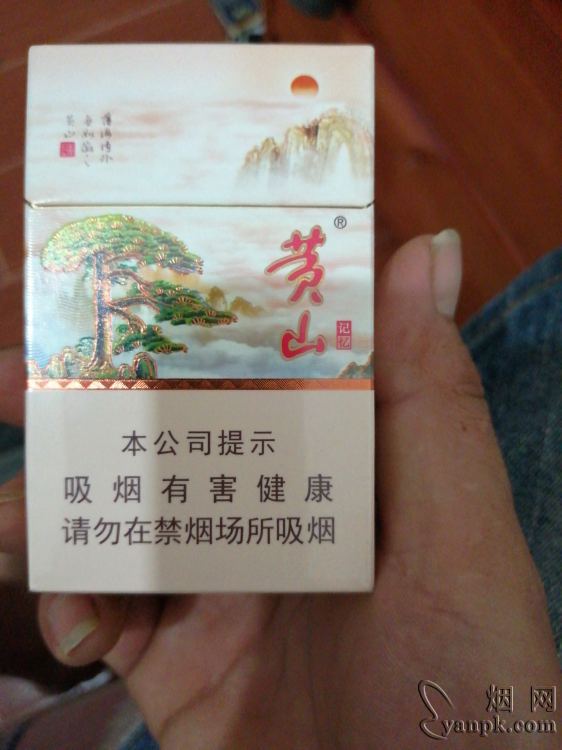 黄山
®
记忆
本公司提示
吸烟有害健康
请勿在禁烟场所吸烟
烟网
yanpk.com